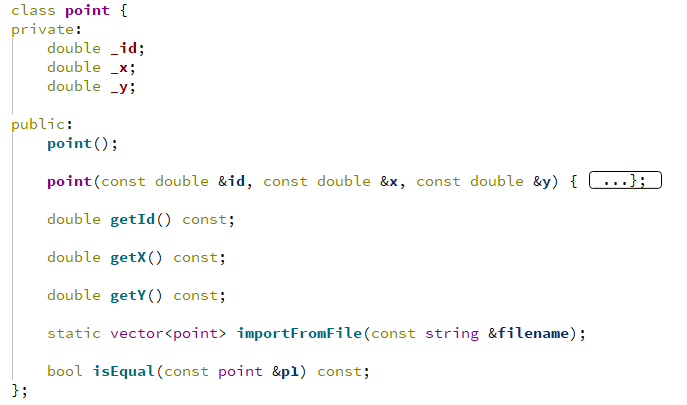 class point {
private:
    double _id;
    double _x;
    double _y;

public:
    point();

    point(const double &id, const double &x, const double &y) { ...};

    double getId() const;

    double getX() const;

    double getY() const;

    static vector<point> importFromFile(const string &filename);

    bool isEqual(const point &p1) const;
};